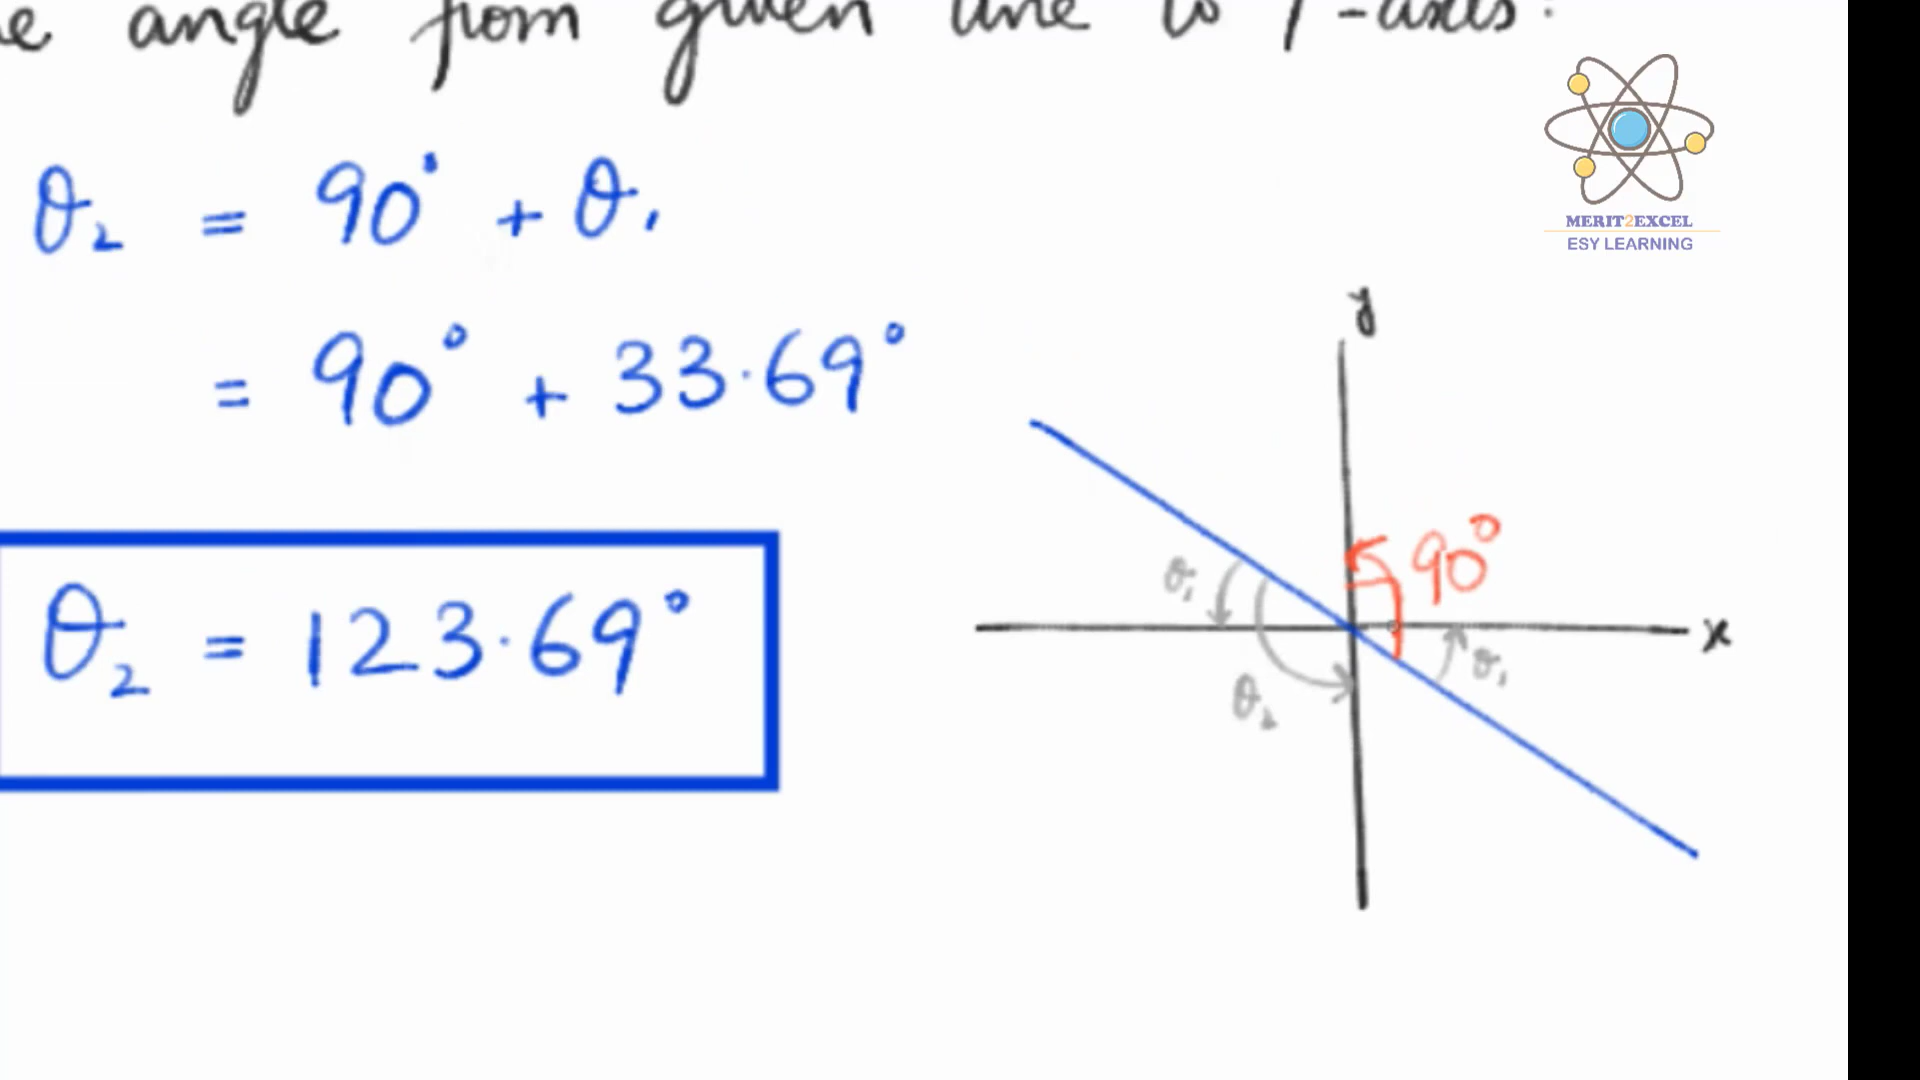 angle from given line to Y-axis.
MERIT2EXCEL
ESY LEARNING
θ₂ = 90° + θ₁
= 90° + 33.69°
θ₂ = 123.69°
y
90°
θ₁
x
θ₁
θ₂